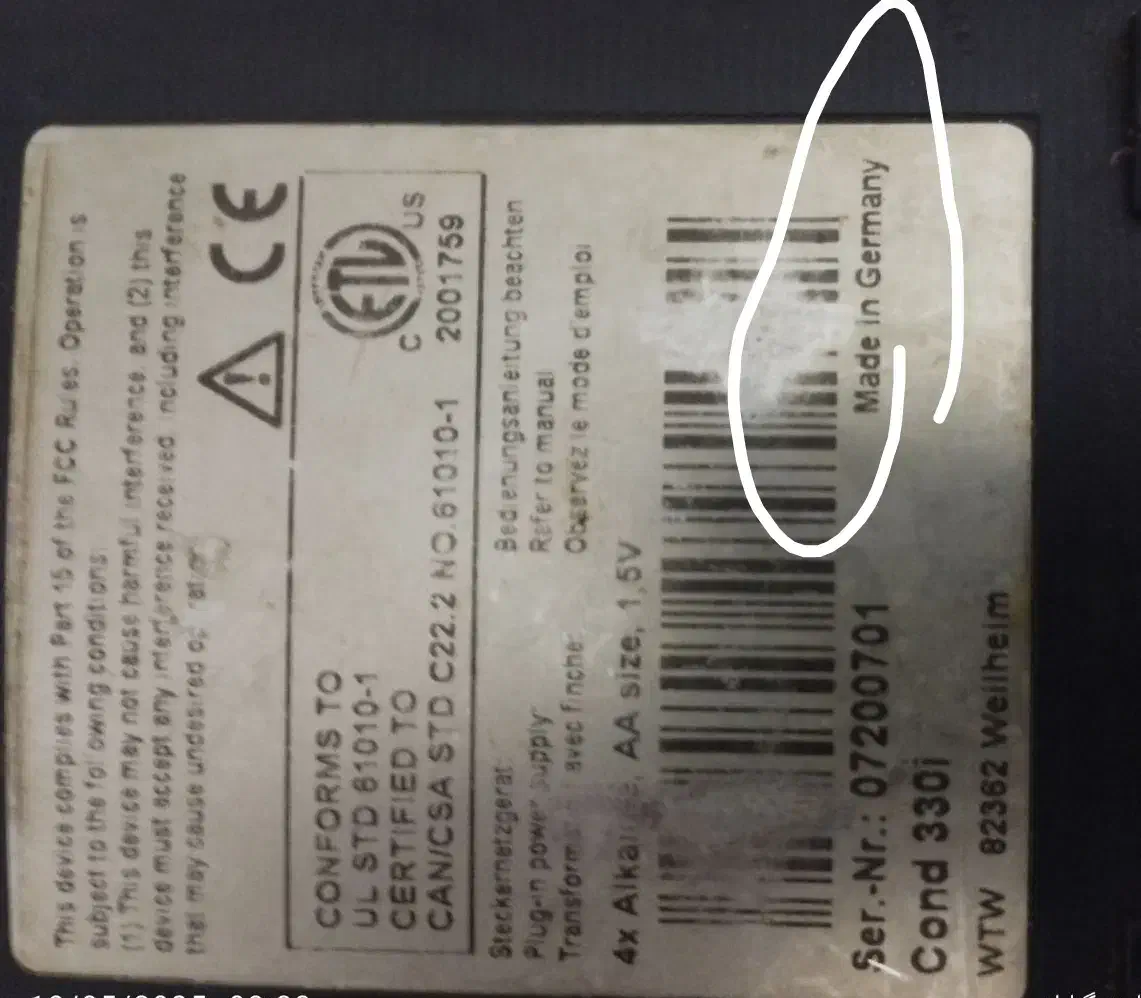 This device complies with Part 15 of the FCC Rules. Operation is
subject to the following conditions:
(1) This device may not cause harmful interference, and (2) this
device must accept any interference received, including interference
that may cause undesired
CE
CONFORMS TO
UL STD 61010-1
CERTIFIED TO
CAN/CSA STD C22.2 NO.61010-1
ETL
C US
2001759
Steckernetzgerät Bedienungsanleitung beachten
Plug-in power supply Refer to manual
avec fiche: Observez le mode d'emploi
4x AA size, 1,5V
Ser.-Nr.: 07200701 Made in Germany
Cond 330i
WTW 82362 Weilheim